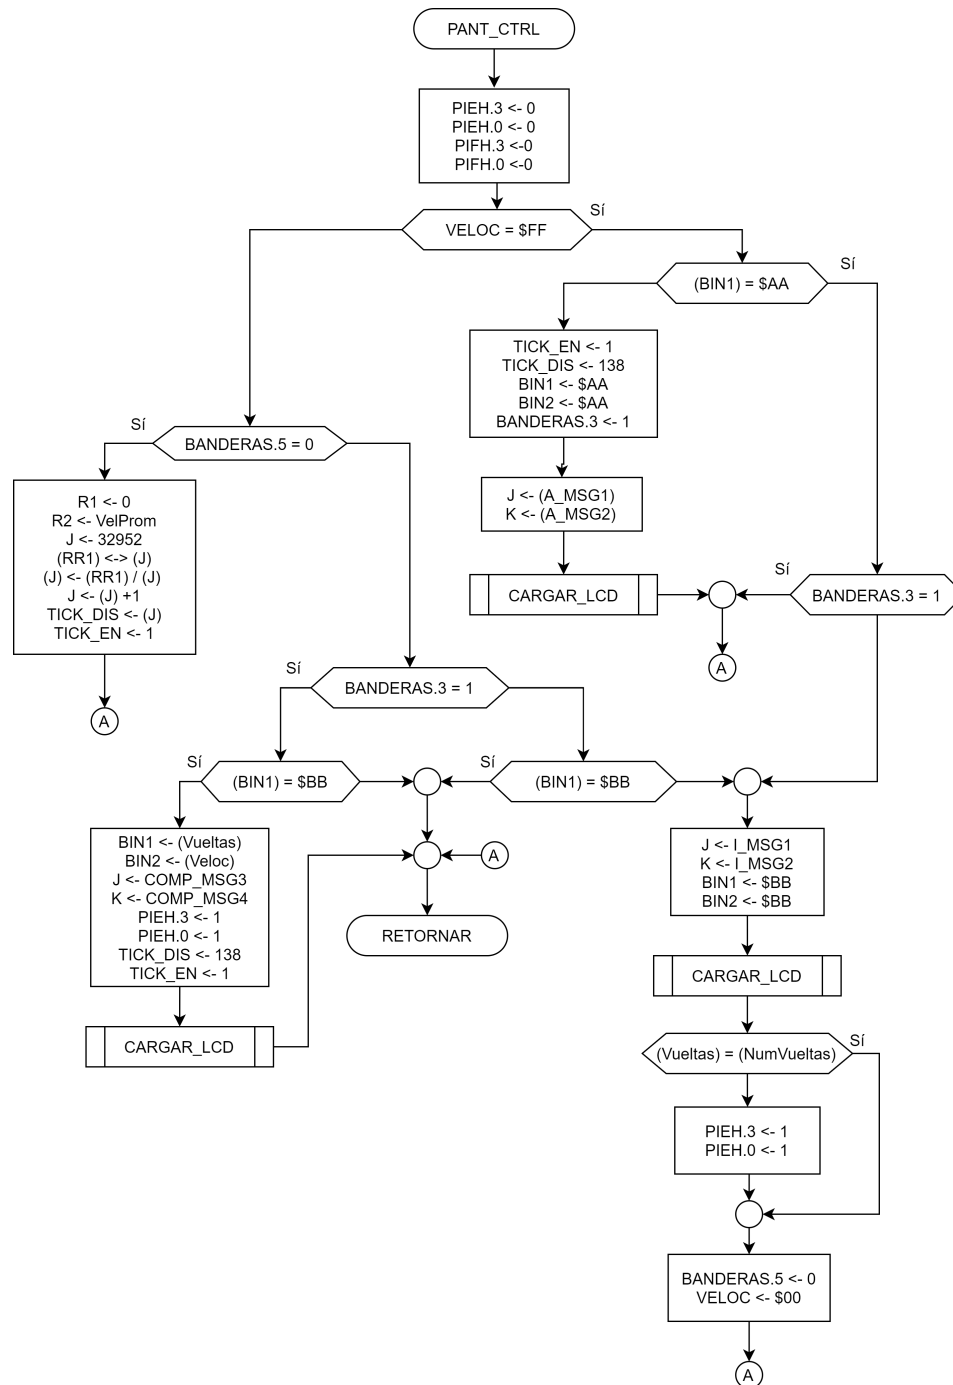 PANT_CTRL
PIEH.3 <- 0
PIEH.0 <- 0
PIFH.3 <-0
PIFH.0 <-0
VELOC = $FF
Sí
(BIN1) = $AA
Sí
TICK_EN <- 1
TICK_DIS <- 138
BIN1 <- $AA
BIN2 <- $AA
BANDERAS.3 <- 1
J <- (A_MSG1)
K <- (A_MSG2)
CARGAR_LCD
Sí
BANDERAS.3 = 1
A
Sí
BANDERAS.5 = 0
R1 <- 0
R2 <- VelProm
J <- 32952
(RR1) <-> (J)
(J) <- (RR1) / (J)
J <- (J) +1
TICK_DIS <- (J)
TICK_EN <- 1
A
Sí
BANDERAS.3 = 1
Sí
(BIN1) = $BB
Sí
(BIN1) = $BB
BIN1 <- (Vueltas)
BIN2 <- (Veloc)
J <- COMP_MSG3
K <- COMP_MSG4
PIEH.3 <- 1
PIEH.0 <- 1
TICK_DIS <- 138
TICK_EN <- 1
CARGAR_LCD
A
RETORNAR
J <- I_MSG1
K <- I_MSG2
BIN1 <- $BB
BIN2 <- $BB
CARGAR_LCD
(Vueltas) = (NumVueltas)
Sí
PIEH.3 <- 1
PIEH.0 <- 1
BANDERAS.5 <- 0
VELOC <- $00
A